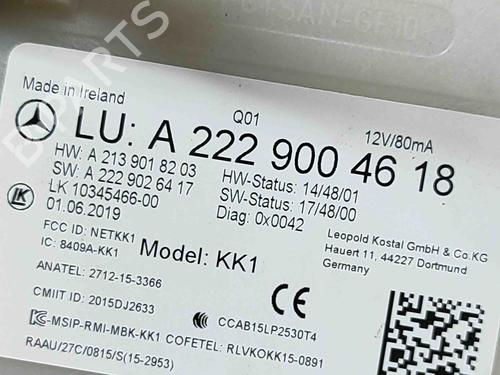 Made in Ireland
Q01
12V/80mA
LU: A 222 900 46 18
HW: A 213 901 82 03
HW-Status: 14/48/01
SW: A 222 902 64 17
SW-Status: 17/48/00
LK 10345466-00
Diag: 0x0042
01.06.2019
Leopold Kostal GmbH & Co.KG
Hauert 11, 44227 Dortmund
Germany
FCC ID: NETKK1
IC: 8409A-KK1
Model: KK1
ANATEL: 2712-15-3366
CMIIT ID: 2015DJ2633
CCAB15LP2530T4
MSIP-RMI-MBK-KK1
COFETEL: RLVKOKK15-0891
RAAU/27C/0815/S(15-2953)
B-PARTS